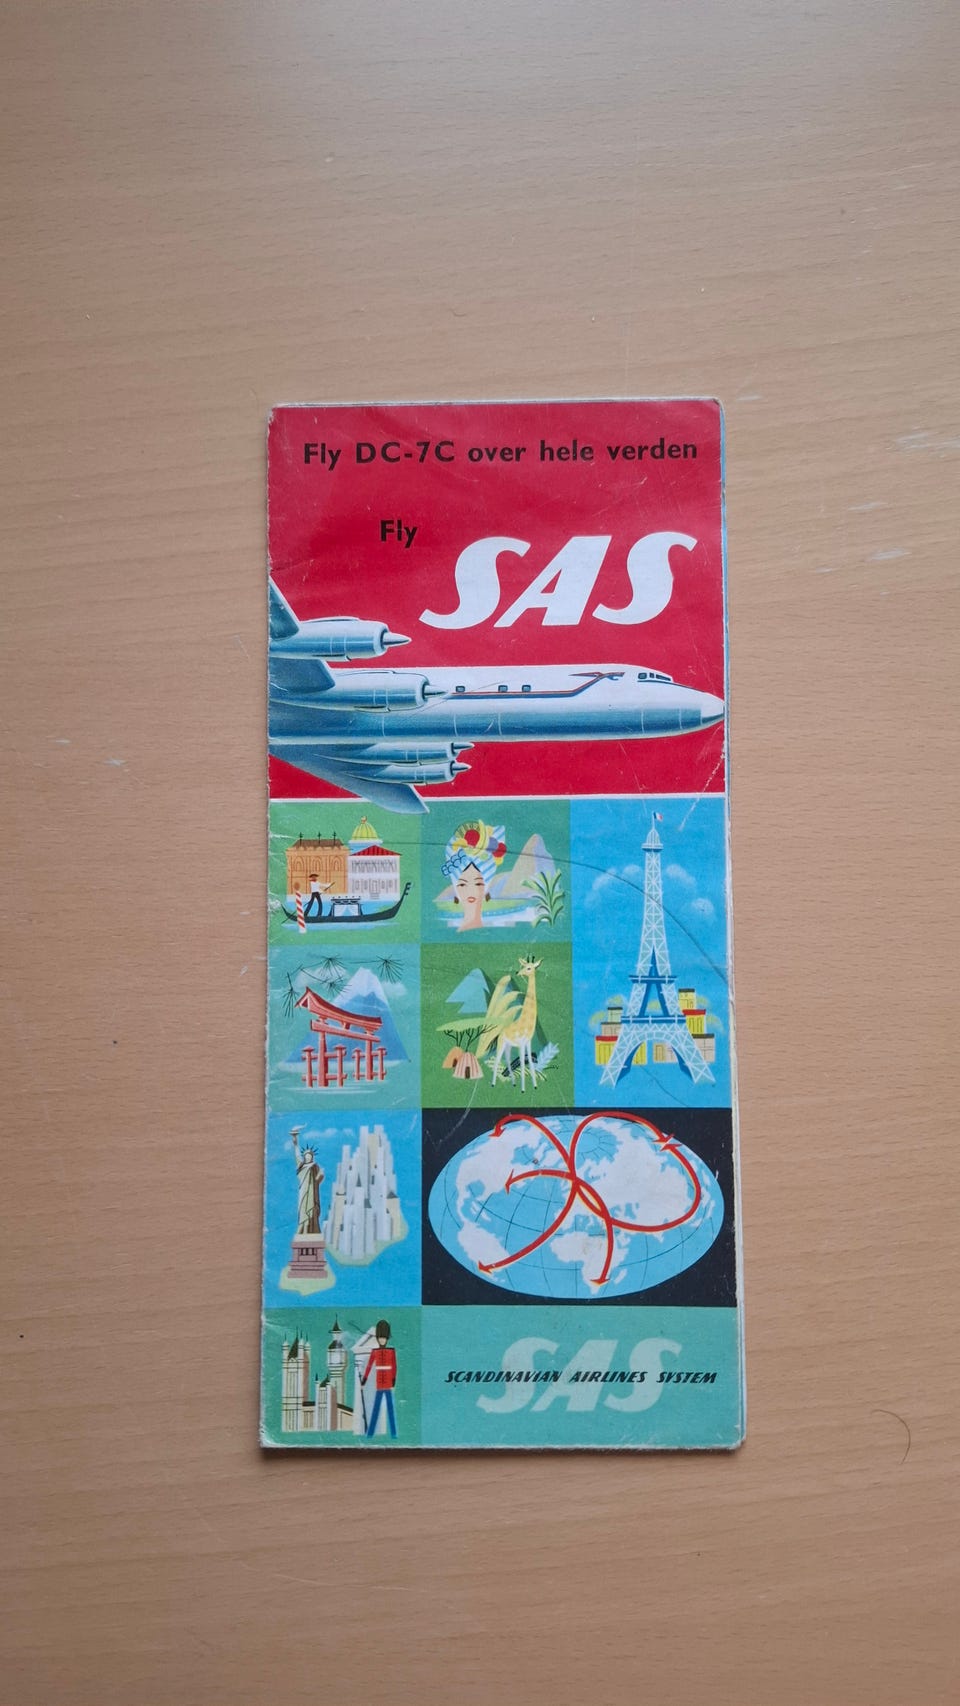 Fly DC-7C over hele verden
Fly
SAS
SAS
SCANDINAVIAN AIRLINES SYSTEM